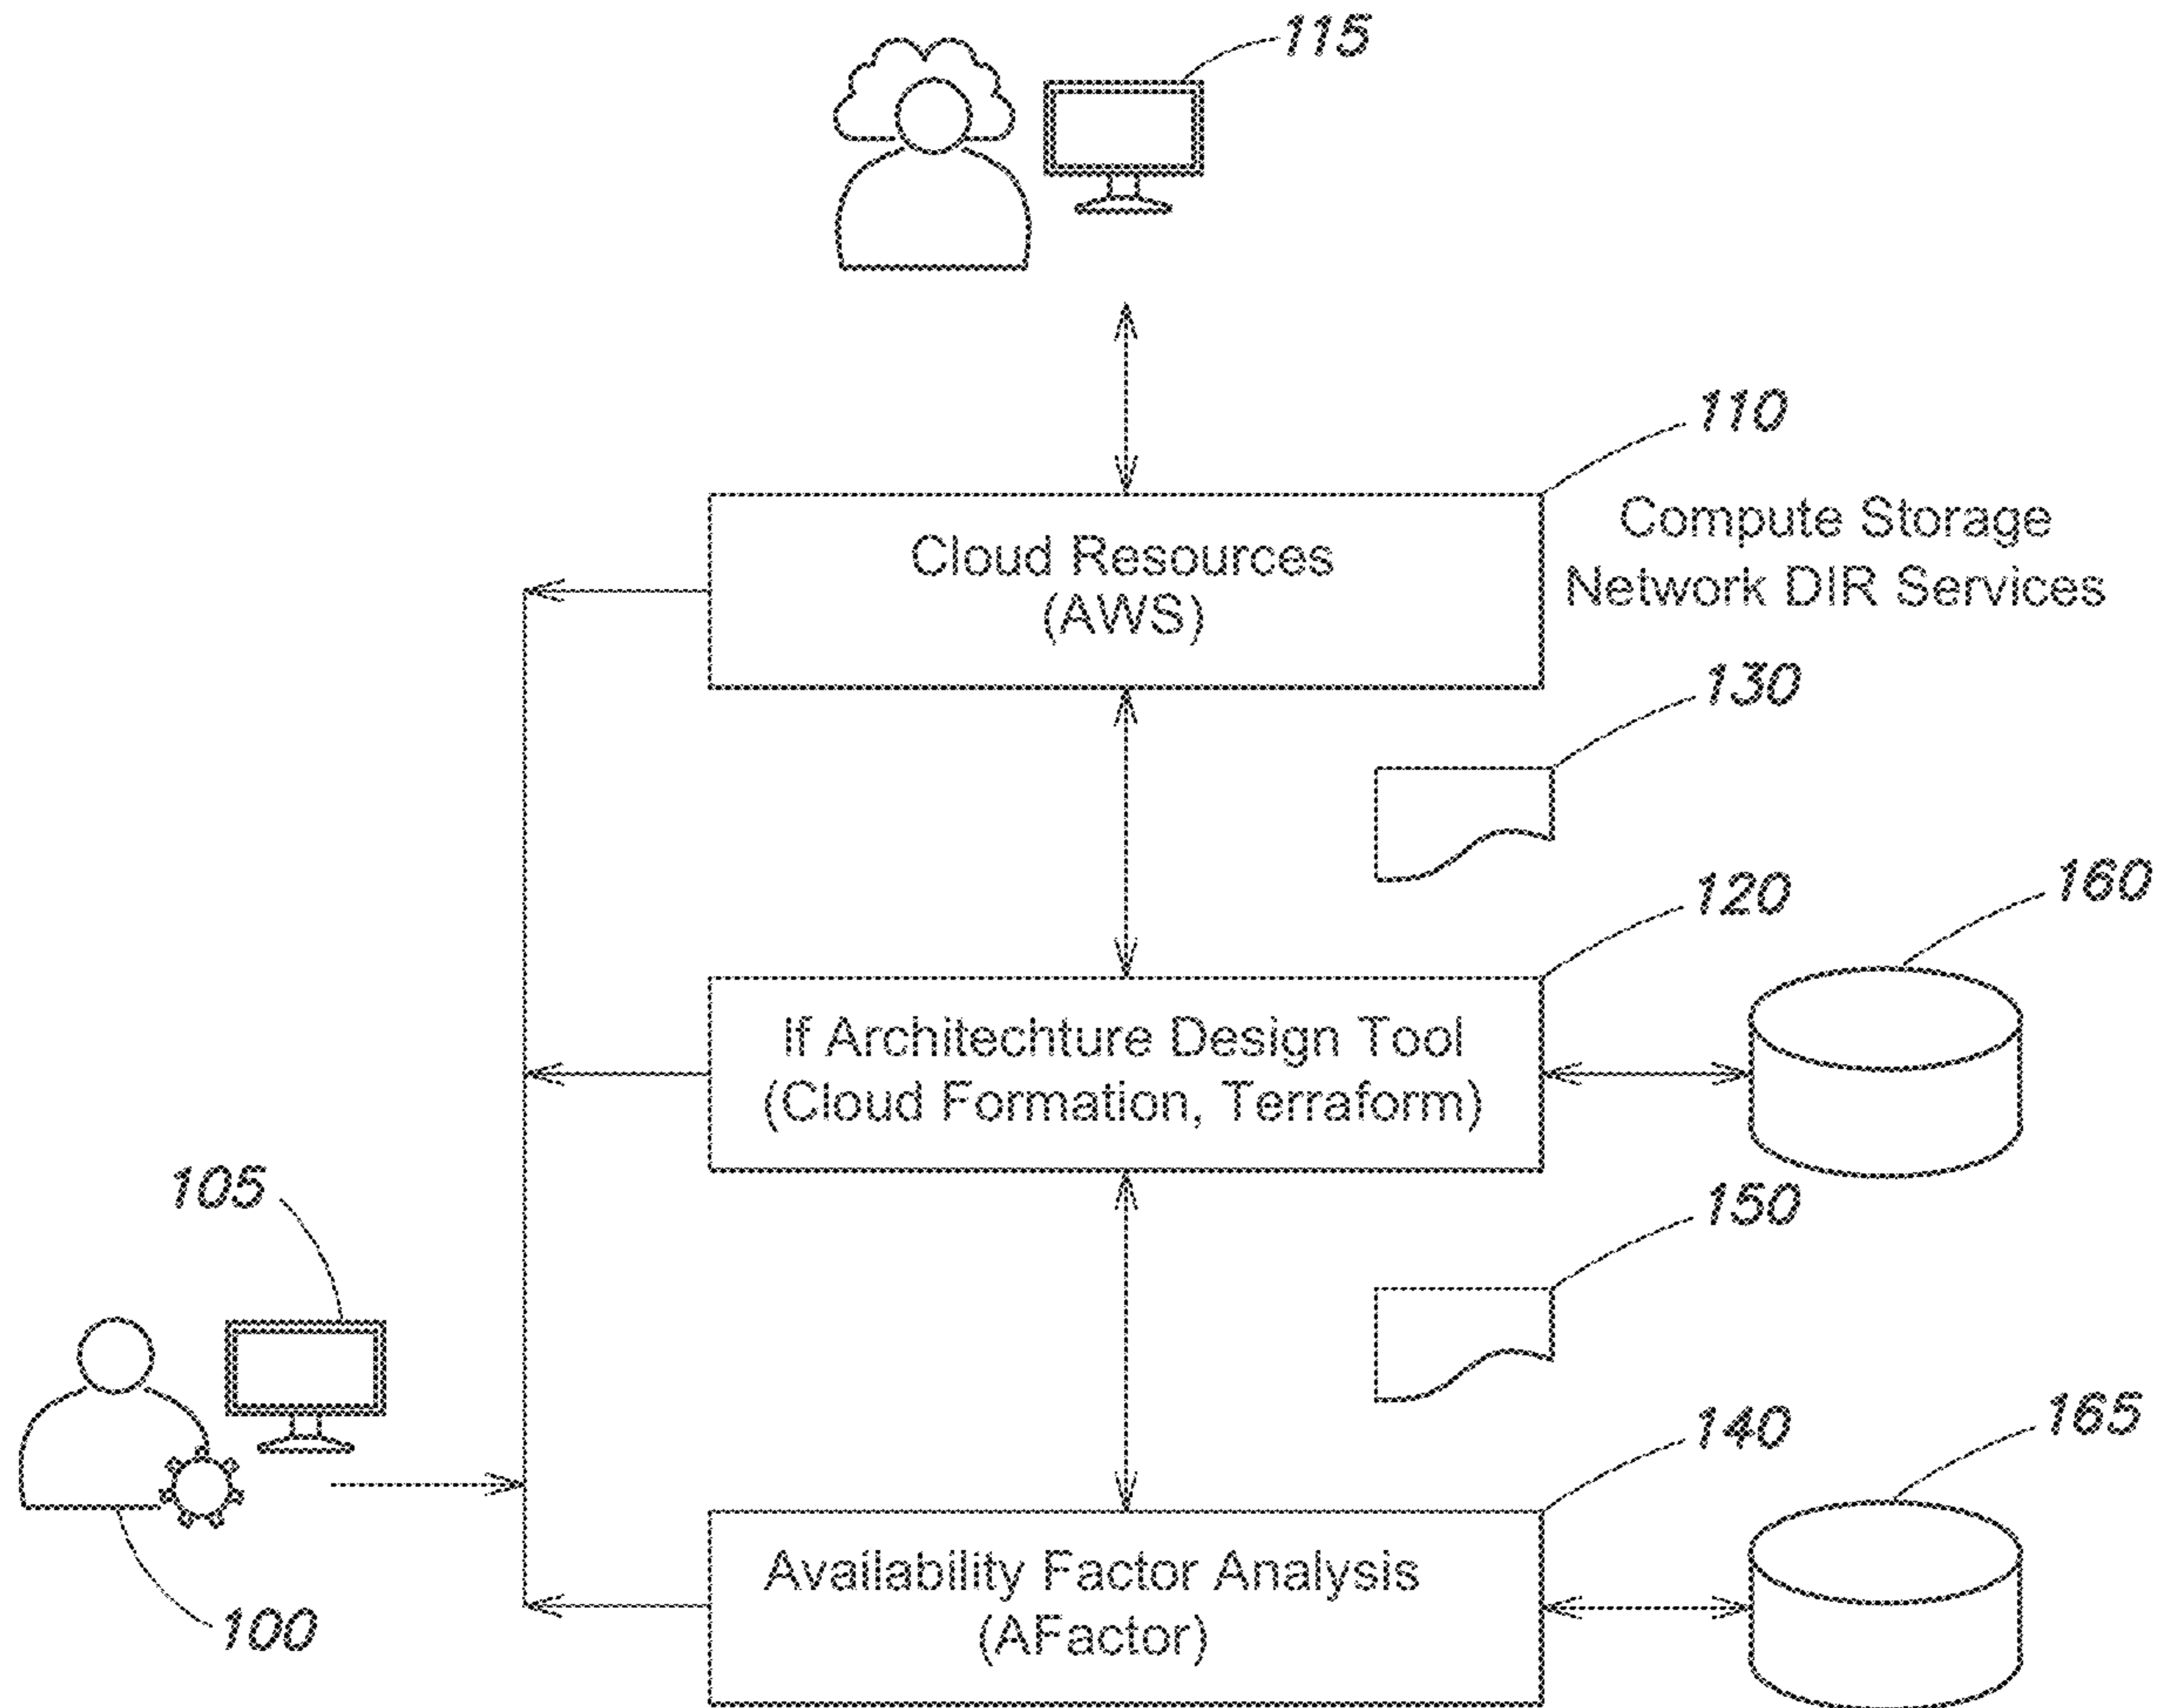 115
110
Cloud Resources
(AWS)
Compute Storage
Network DIR Services
130
120
160
If Architechture Design Tool
(Cloud Formation, Terraform)
105
150
140
165
Availability Factor Analysis
(AFactor)
100